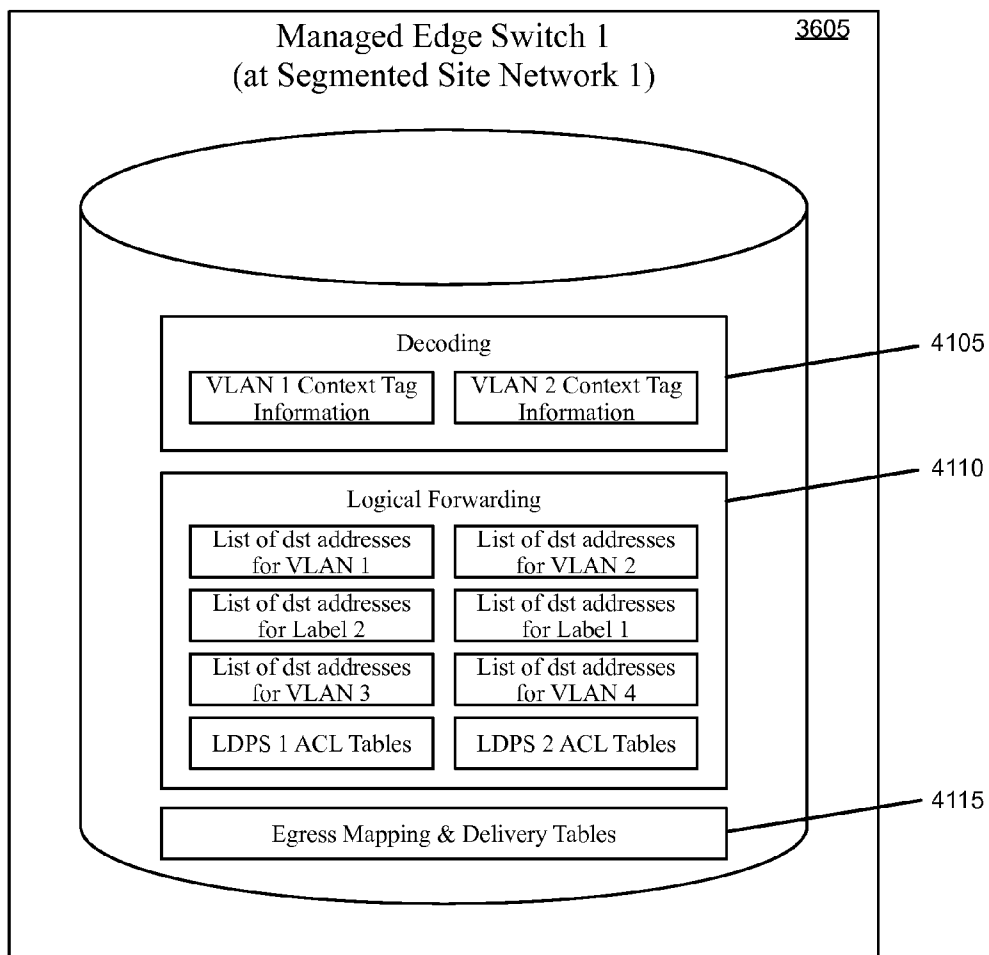 3605
Managed Edge Switch 1
(at Segmented Site Network 1)
Decoding
VLAN 1 Context Tag
Information
VLAN 2 Context Tag
Information
4105
Logical Forwarding
4110
List of dst addresses
for VLAN 1
List of dst addresses
for VLAN 2
List of dst addresses
for Label 2
List of dst addresses
for Label 1
List of dst addresses
for VLAN 3
List of dst addresses
for VLAN 4
LDPS 1 ACL Tables
LDPS 2 ACL Tables
Egress Mapping & Delivery Tables
4115